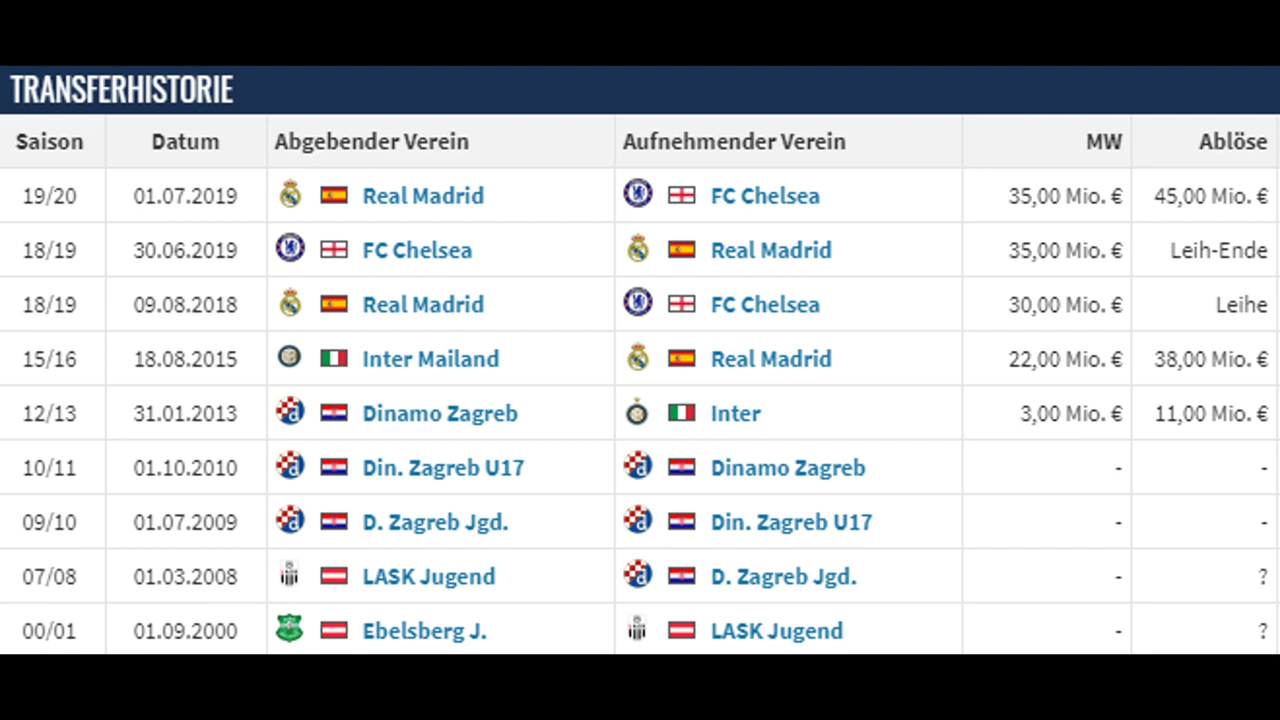 TRANSFERHISTORIE
Saison Datum Abgebender Verein Aufnehmender Verein MW Ablöse
19/20 01.07.2019 Real Madrid FC Chelsea 35,00 Mio. € 45,00 Mio. €
18/19 30.06.2019 FC Chelsea Real Madrid 35,00 Mio. € Leih-Ende
18/19 09.08.2018 Real Madrid FC Chelsea 30,00 Mio. € Leihe
15/16 18.08.2015 Inter Mailand Real Madrid 22,00 Mio. € 38,00 Mio. €
12/13 31.01.2013 Dinamo Zagreb Inter 3,00 Mio. € 11,00 Mio. €
10/11 01.10.2010 Din. Zagreb U17 Dinamo Zagreb - -
09/10 01.07.2009 D. Zagreb Jgd. Din. Zagreb U17 - -
07/08 01.03.2008 LASK Jugend D. Zagreb Jgd. - ?
00/01 01.09.2000 Ebelsberg J. LASK Jugend - ?